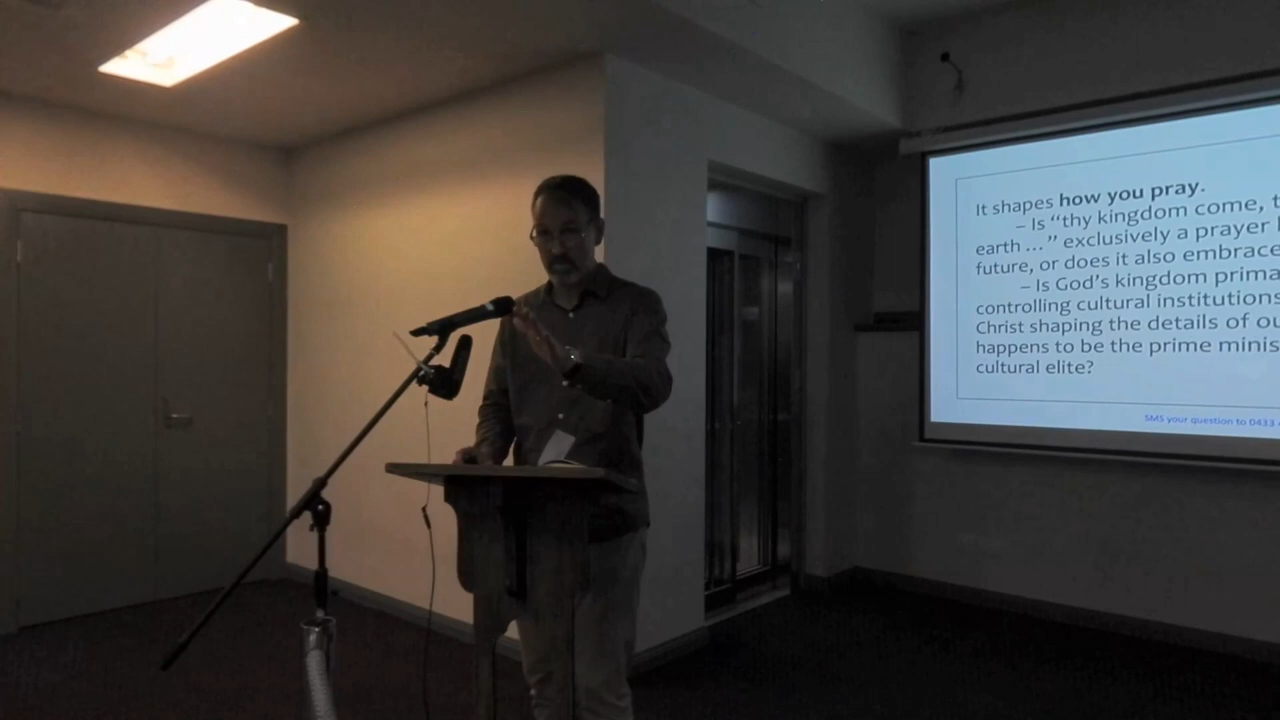 It shapes how you pray.
– Is “thy kingdom come, t
earth ...” exclusively a prayer
future, or does it also embrace
– Is God's kingdom prima
controlling cultural institutions
Christ shaping the details of ou
happens to be the prime minis
cultural elite?
SMS your question to 0433